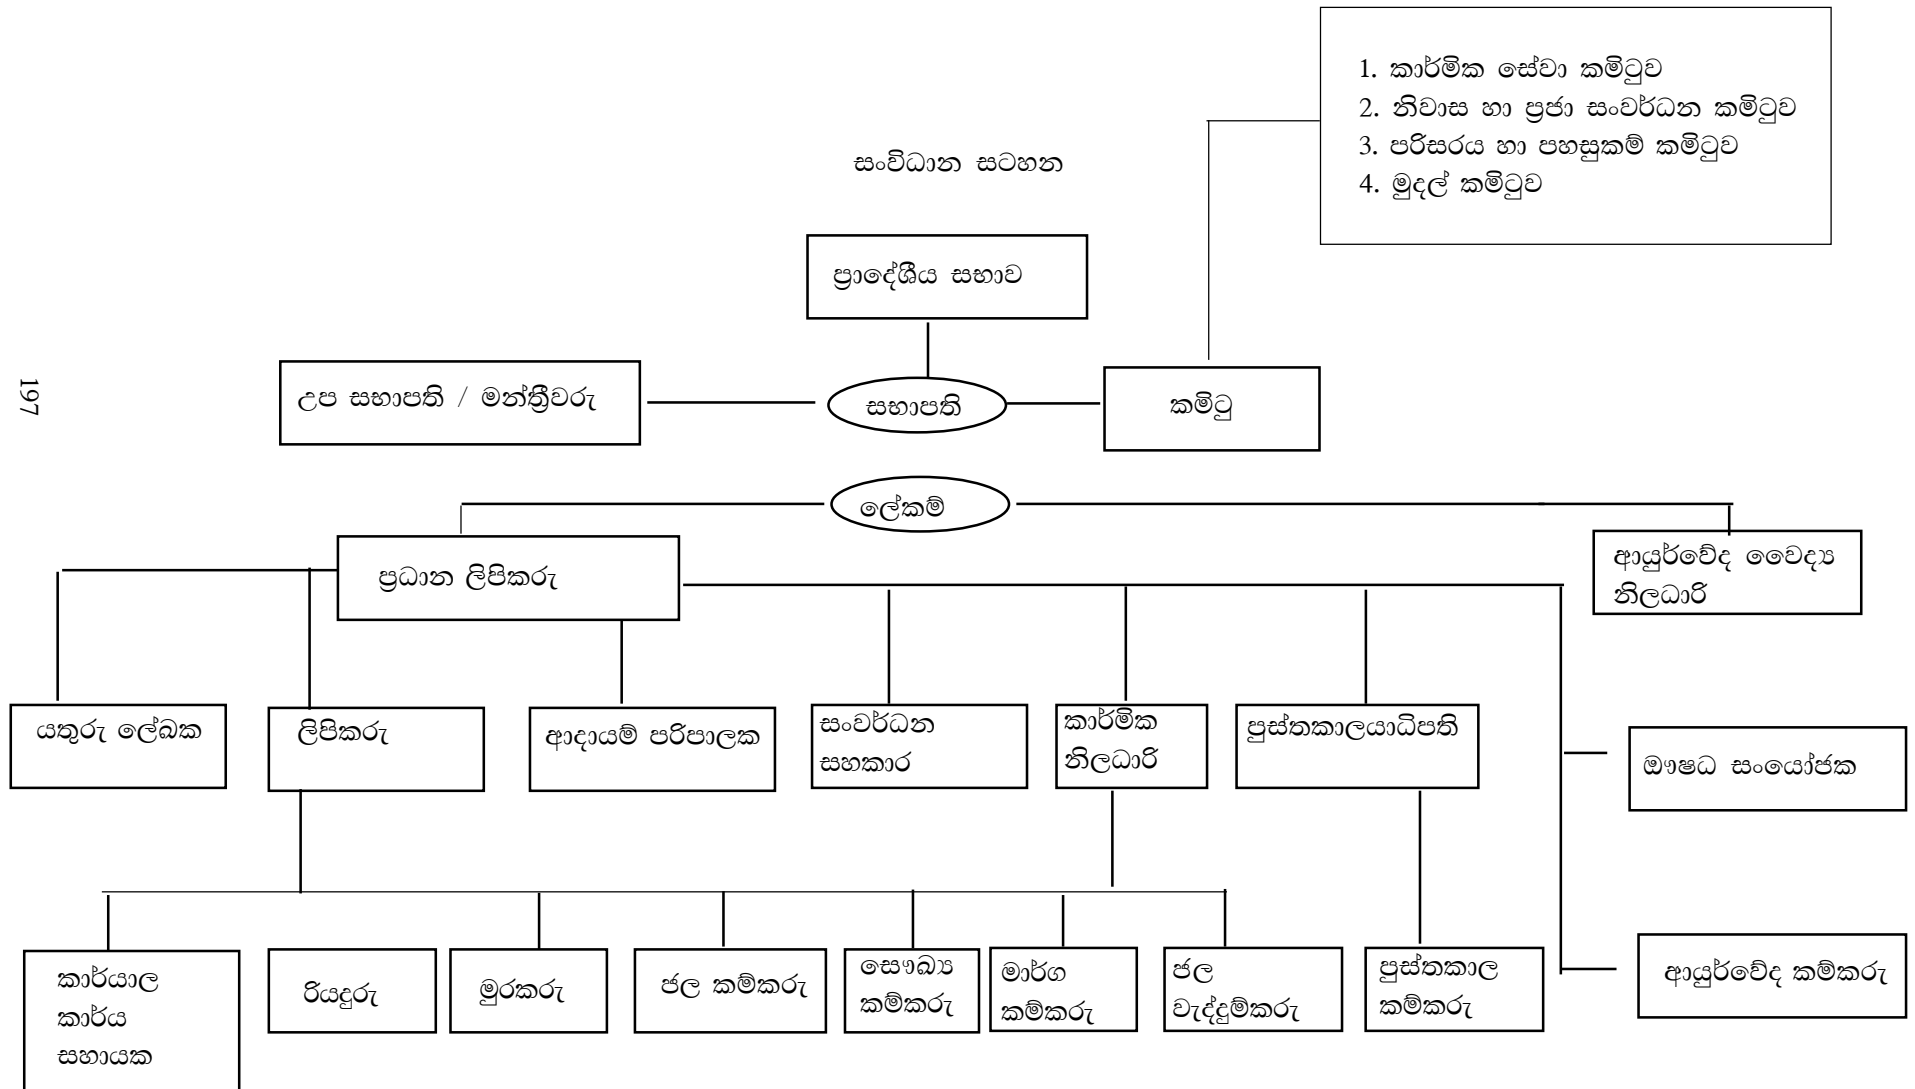 1. කාර්මික සේවා කමිටුව
2. නිවාස හා ප්‍රජා සංවර්ධන කමිටුව
3. පරිසරය හා පහසුකම් කමිටුව
4. මුදල් කමිටුව
සංවිධාන සටහන
ප්‍රාදේශීය සභාව
197
උප සභාපති / මන්ත්‍රීවරු
සභාපති
කමිටු
ලේකම්
ප්‍රධාන ලිපිකරු
ආයුර්වේද වෛද්‍ය
නිලධාරි
යතුරු ලේඛක
ලිපිකරු
ආදායම් පරිපාලක
සංවර්ධන
සහකාර
කාර්මික
නිලධාරි
පුස්තකාලයාධිපති
ඖෂධ සංයෝජක
කාර්යාල
කාර්ය
සහායක
රියදුරු
මුරකරු
ජල කම්කරු
සෞඛ්‍ය
කම්කරු
මාර්ග
කම්කරු
ජල
වැද්දුම්කරු
පුස්තකාල
කම්කරු
ආයුර්වේද කම්කරු